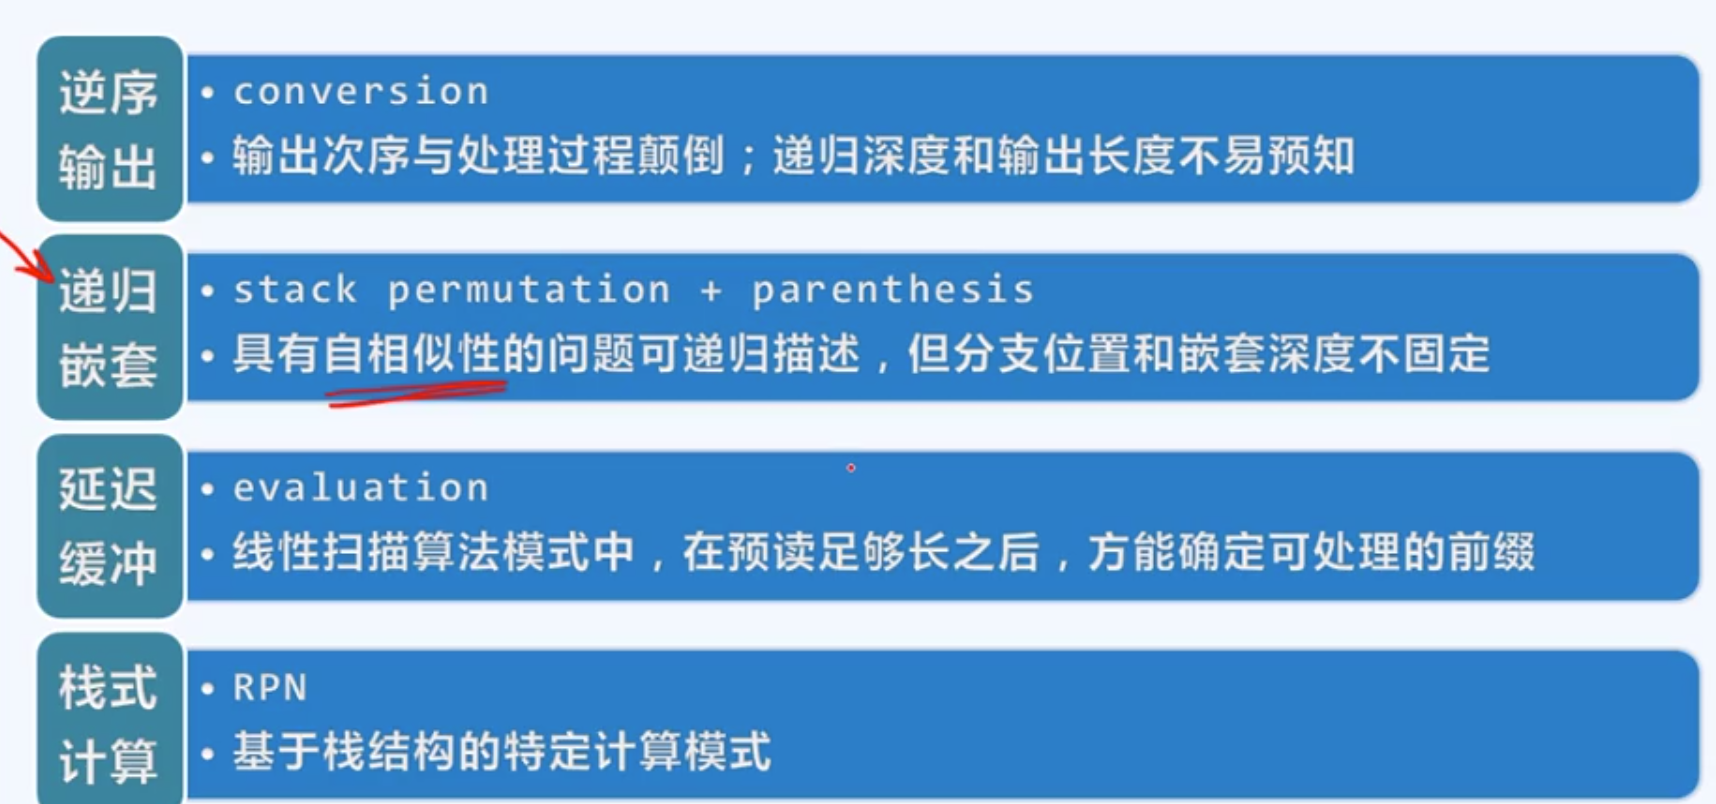 逆序
输出
• conversion
• 输出次序与处理过程颠倒；递归深度和输出长度不易预知
递归
嵌套
• stack permutation + parenthesis
• 具有自相似性的问题可递归描述，但分支位置和嵌套深度不固定
延迟
缓冲
• evaluation
• 线性扫描算法模式中，在预读足够长之后，方能确定可处理的前缀
栈式
计算
• RPN
• 基于栈结构的特定计算模式